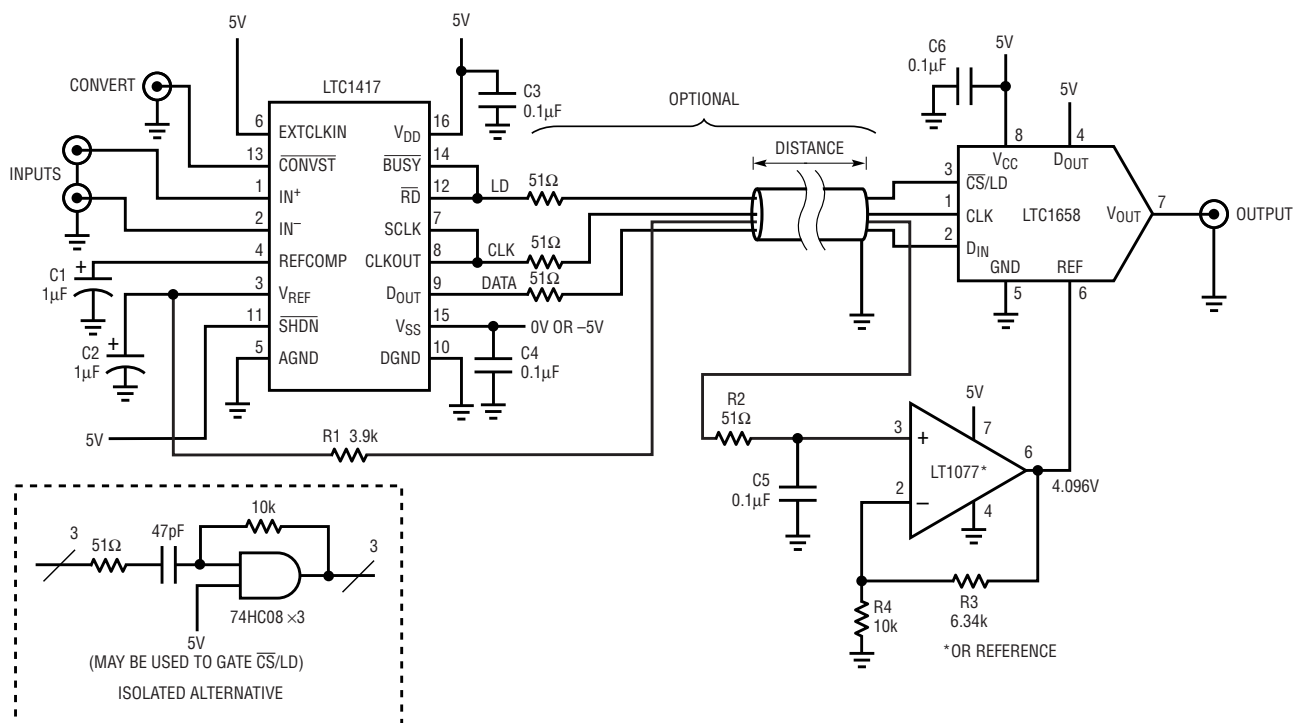 5V
CONVERT
INPUTS
LTC1417
6
EXTCLKIN
13
CONVST
1
IN+
2
IN−
4
REFCOMP
3
VREF
11
SHDN
5
AGND
VDD
16
BUSY
14
RD
12
SCLK
7
CLKOUT
8
DOUT
9
VSS
15
DGND
10
5V
C3
0.1µF
C1
1µF
C2
1µF
5V
LD
51Ω
CLK
51Ω
DATA
51Ω
0V OR –5V
C4
0.1µF
R1 3.9k
OPTIONAL
DISTANCE
C6
0.1µF
5V
5V
8
VCC
4
DOUT
3
CS/LD
1
CLK
2
DIN
LTC1658
VOUT
7
OUTPUT
GND
5
REF
6
R2
51Ω
C5
0.1µF
5V
7
3
+
LT1077*
6
4.096V
2
−
4
R4
10k
R3
6.34k
*OR REFERENCE
3
51Ω
47pF
10k
3
74HC08 ×3
5V
(MAY BE USED TO GATE CS/LD)
ISOLATED ALTERNATIVE